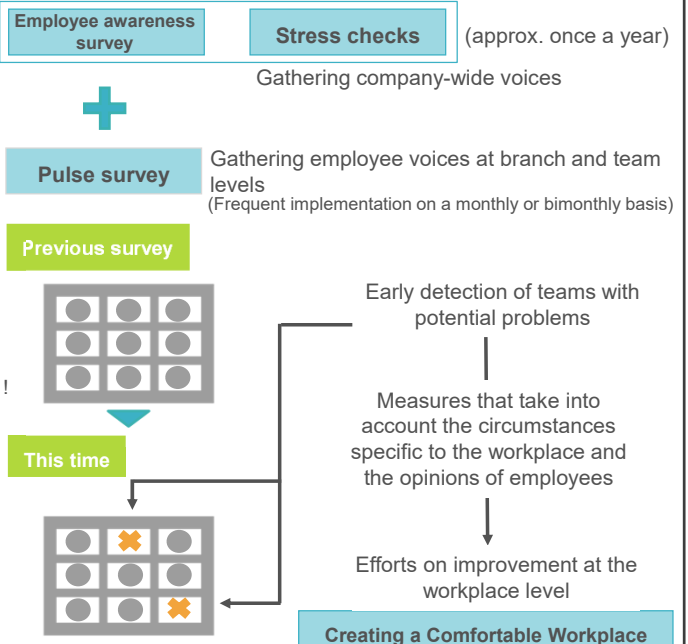 Employee awareness
survey
Stress checks
(approx. once a year)
Gathering company-wide voices
Pulse survey
Gathering employee voices at branch and team
levels
(Frequent implementation on a monthly or bimonthly basis)
Previous survey
Early detection of teams with
potential problems
!
Measures that take into
account the circumstances
specific to the workplace and
the opinions of employees
This time
Efforts on improvement at the
workplace level
Creating a Comfortable Workplace